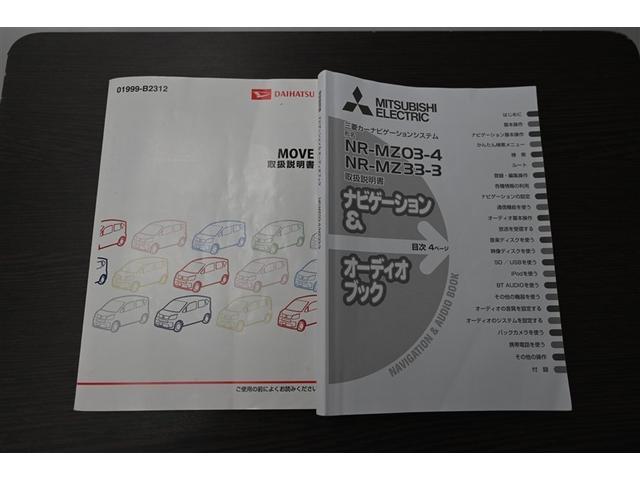 01999-B2312
DAIHATSU
MOVE
取扱説明書
ご使用の前によくお読みください
MITSUBISHI
ELECTRIC
三菱カーナビゲーションシステム
形名
NR-MZ03-4
NR-MZ33-3
取扱説明書
ナビゲーション
&
オーディオ
ブック
目次 4ページ
NAVIGATION & AUDIO BOOK
はじめに
基本操作
ナビゲーション基本操作
かんたん検索メニュー
検 索
ルート
登録・編集操作
各種情報の利用
ナビゲーションの設定
通信機能を使う
オーディオ基本操作
放送を受信する
音楽ディスクを使う
映像ディスクを使う
SD／USBを使う
iPodを使う
BT AUDIOを使う
その他の機器を使う
オーディオの音質を設定する
オーディオのシステムを設定する
バックカメラを使う
携帯電話を使う
その他の操作
付 録